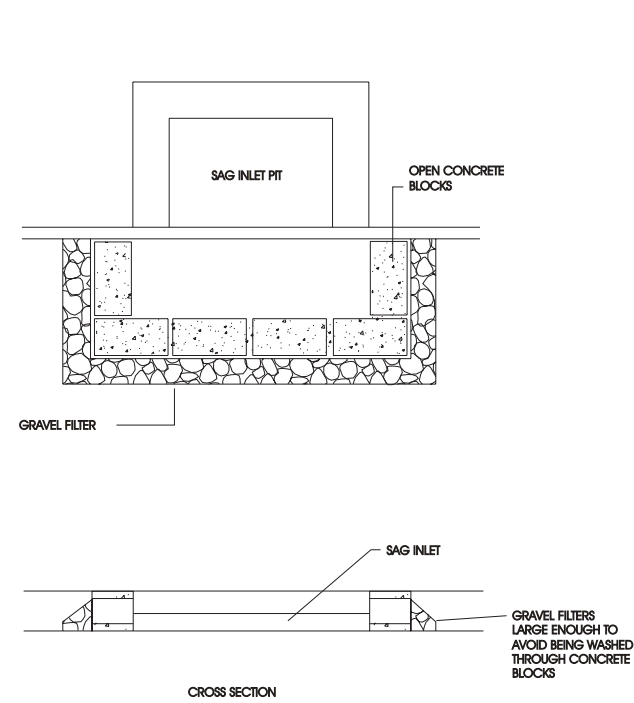 SAG INLET PIT
OPEN CONCRETE
BLOCKS
GRAVEL FILTER
SAG INLET
GRAVEL FILTERS
LARGE ENOUGH TO
AVOID BEING WASHED
THROUGH CONCRETE
BLOCKS
CROSS SECTION